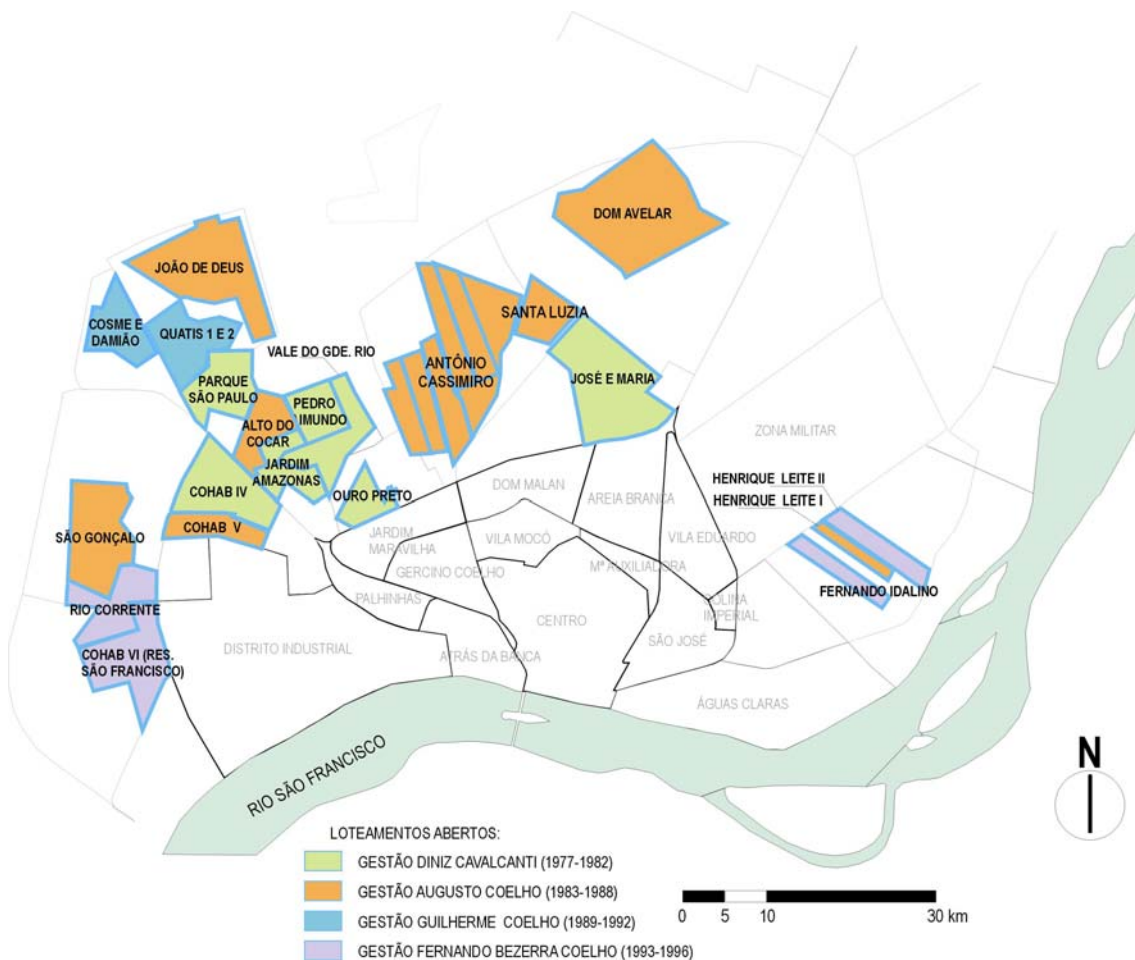 DOM AVELAR
JOÃO DE DEUS
COSME E
DAMIÃO
QUATIS 1 E 2
SANTA LUZIA
VALE DO GDE. RIO
ANTÔNIO
CASSIMIRO
JOSÉ E MARIA
PARQUE
SÃO PAULO
PEDRO
IMUNDO
ALTO DO
COCAR
ZONA MILITAR
JARDIM
AMAZONAS
HENRIQUE LEITE II
HENRIQUE LEITE I
COHAB IV
OURO PRETO
DOM MALAN
AREIA BRANCA
COHAB V
SÃO GONÇALO
JARDIM
MARAVILHA
VILA MOCÓ
VILA EDUARDO
GERCINO COELHO
Mª AUXILIADORA
FERNANDO IDALINO
RIO CORRENTE
PALHINHAS
COLINA
IMPERIAL
CENTRO
SÃO JOSÉ
DISTRITO INDUSTRIAL
ATRÁS DA BANCA
COHAB VI (RES.
SÃO FRANCISCO)
ÁGUAS CLARAS
RIO SÃO FRANCISCO
N
LOTEAMENTOS ABERTOS:
GESTÃO DINIZ CAVALCANTI (1977-1982)
GESTÃO AUGUSTO COELHO (1983-1988)
GESTÃO GUILHERME COELHO (1989-1992)
GESTÃO FERNANDO BEZERRA COELHO (1993-1996)
0 5 10 30 km